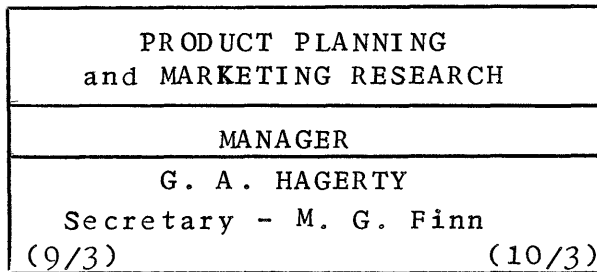 PRODUCT PLANNING
and MARKETING RESEARCH
MANAGER
G. A. HAGERTY
Secretary - M. G. Finn
(9/3) (10/3)